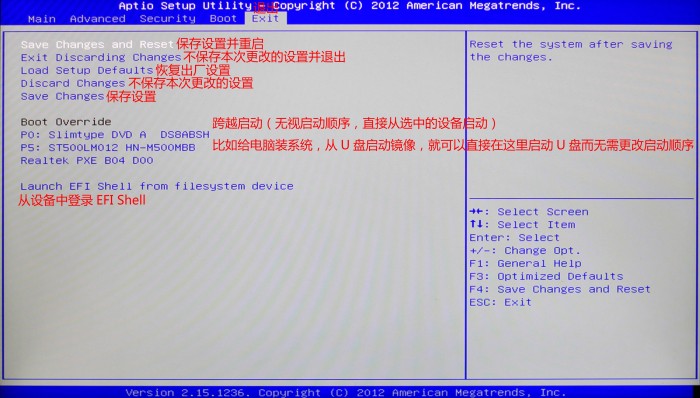 Aptio Setup Utility Copyright (C) 2012 American Megatrends, Inc.
退出
Main Advanced Security Boot Exit
Save Changes and Reset 保存设置并重启
Exit Discarding Changes 不保存本次更改的设置并退出
Load Setup Defaults 恢复出厂设置
Discard Changes 不保存本次更改的设置
Save Changes 保存设置
Boot Override 跨越启动（无视启动顺序，直接从选中的设备启动）
P0: Slimtype DVD A DS8ABSH
P5: ST500LM012 HN-M500MBB 比如给电脑装系统，从 U 盘启动镜像，就可以直接在这里启动 U 盘而无需更改启动顺序
Realtek PXE B04 D00
Launch EFI Shell from filesystem device
从设备中登录 EFI Shell
Reset the system after saving
the changes.
→←: Select Screen
↑↓: Select Item
Enter: Select
+/-: Change Opt.
F1: General Help
F3: Optimized Defaults
F4: Save Changes and Reset
ESC: Exit
Version 2.15.1236. Copyright (C) 2012 American Megatrends, Inc.